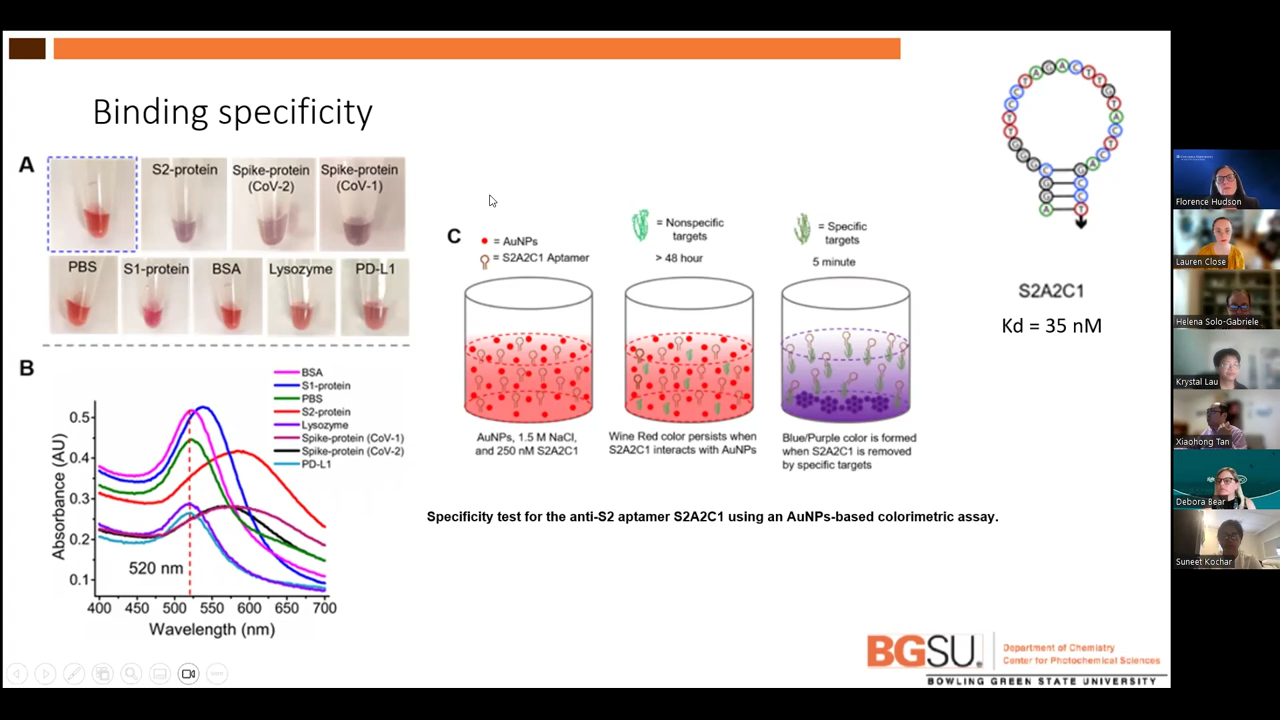 Binding specificity
A
S2-protein
Spike-protein
(CoV-2)
Spike-protein
(CoV-1)
PBS
S1-protein
BSA
Lysozyme
PD-L1
B
BSA
S1-protein
PBS
S2-protein
Lysozyme
Spike-protein (CoV-1)
Spike-protein (CoV-2)
PD-L1
0.5
0.4
0.3
0.2
0.1
Absorbance (AU)
520 nm
400 450 500 550 600 650 700
Wavelength (nm)
C
= AuNPs
= S2A2C1 Aptamer
= Nonspecific
targets
> 48 hour
= Specific
targets
5 minute
AuNPs, 1.5 M NaCl,
and 250 nM S2A2C1
Wine Red color persists when
S2A2C1 interacts with AuNPs
Blue/Purple color is formed
when S2A2C1 is removed
by specific targets
Specificity test for the anti-S2 aptamer S2A2C1 using an AuNPs-based colorimetric assay.
S2A2C1
Kd = 35 nM
BGSU.
Department of Chemistry
Center for Photochemical Sciences
BOWLING GREEN STATE UNIVERSITY
Florence Hudson
Lauren Close
Helena Solo-Gabriele
Krystal Lau
Xiaohong Tan
Debora Bear
Suneet Kochar